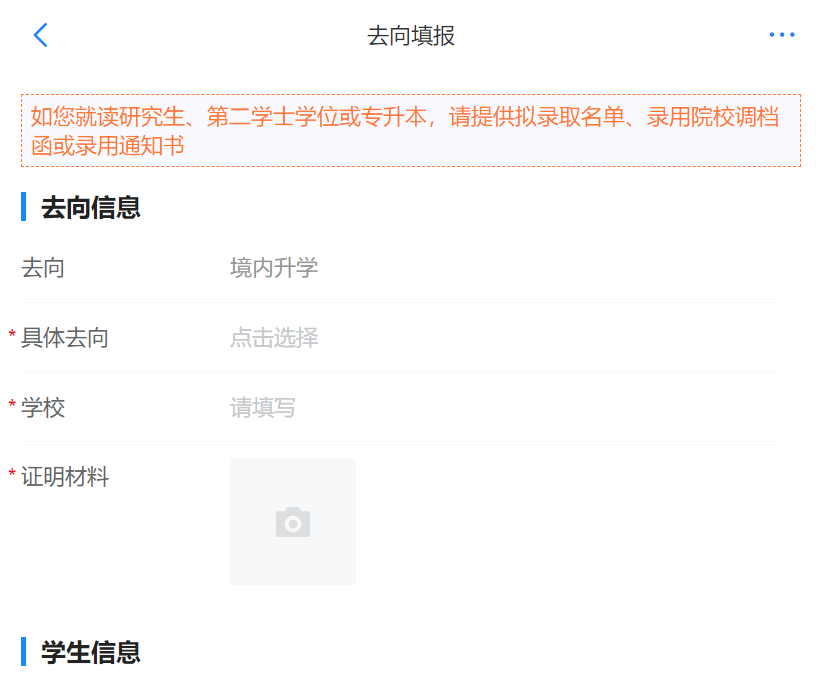 去向填报
如您就读研究生、第二学士学位或专升本，请提供拟录取名单、录用院校调档
函或录用通知书
去向信息
去向 境内升学
* 具体去向 点击选择
* 学校 请填写
* 证明材料
学生信息